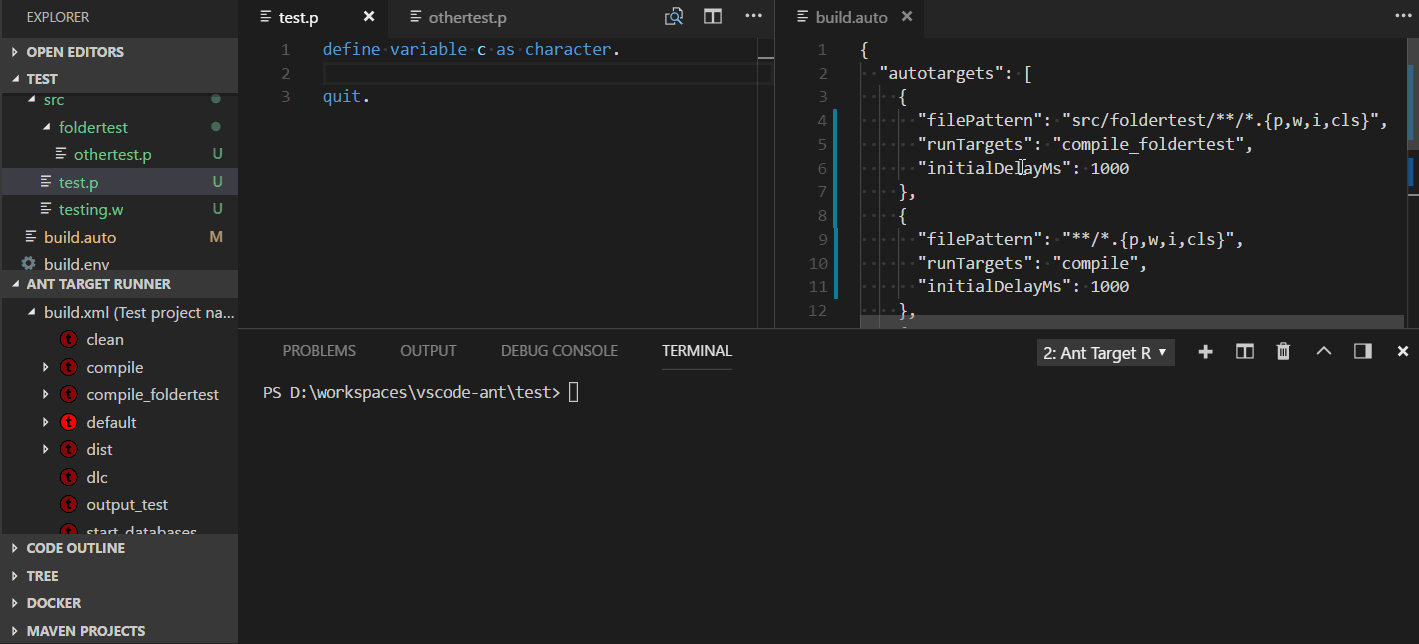 EXPLORER
OPEN EDITORS
TEST
src
foldertest
othertest.p U
test.p U
testing.w U
build.auto M
build.env
ANT TARGET RUNNER
build.xml (Test project na...
clean
compile
compile_foldertest
default
dist
dlc
output_test
start_databases
CODE OUTLINE
TREE
DOCKER
MAVEN PROJECTS
test.p othertest.p
1 define variable c as character.
2
3 quit.
build.auto
1 {
2 "autotargets": [
3 {
4 "filePattern": "src/foldertest/**/*.{p,w,i,cls}",
5 "runTargets": "compile_foldertest",
6 "initialDelayMs": 1000
7 },
8 {
9 "filePattern": "**/*.{p,w,i,cls}",
10 "runTargets": "compile",
11 "initialDelayMs": 1000
12 },
PROBLEMS OUTPUT DEBUG CONSOLE TERMINAL 2: Ant Target R
PS D:\workspaces\vscode-ant\test>